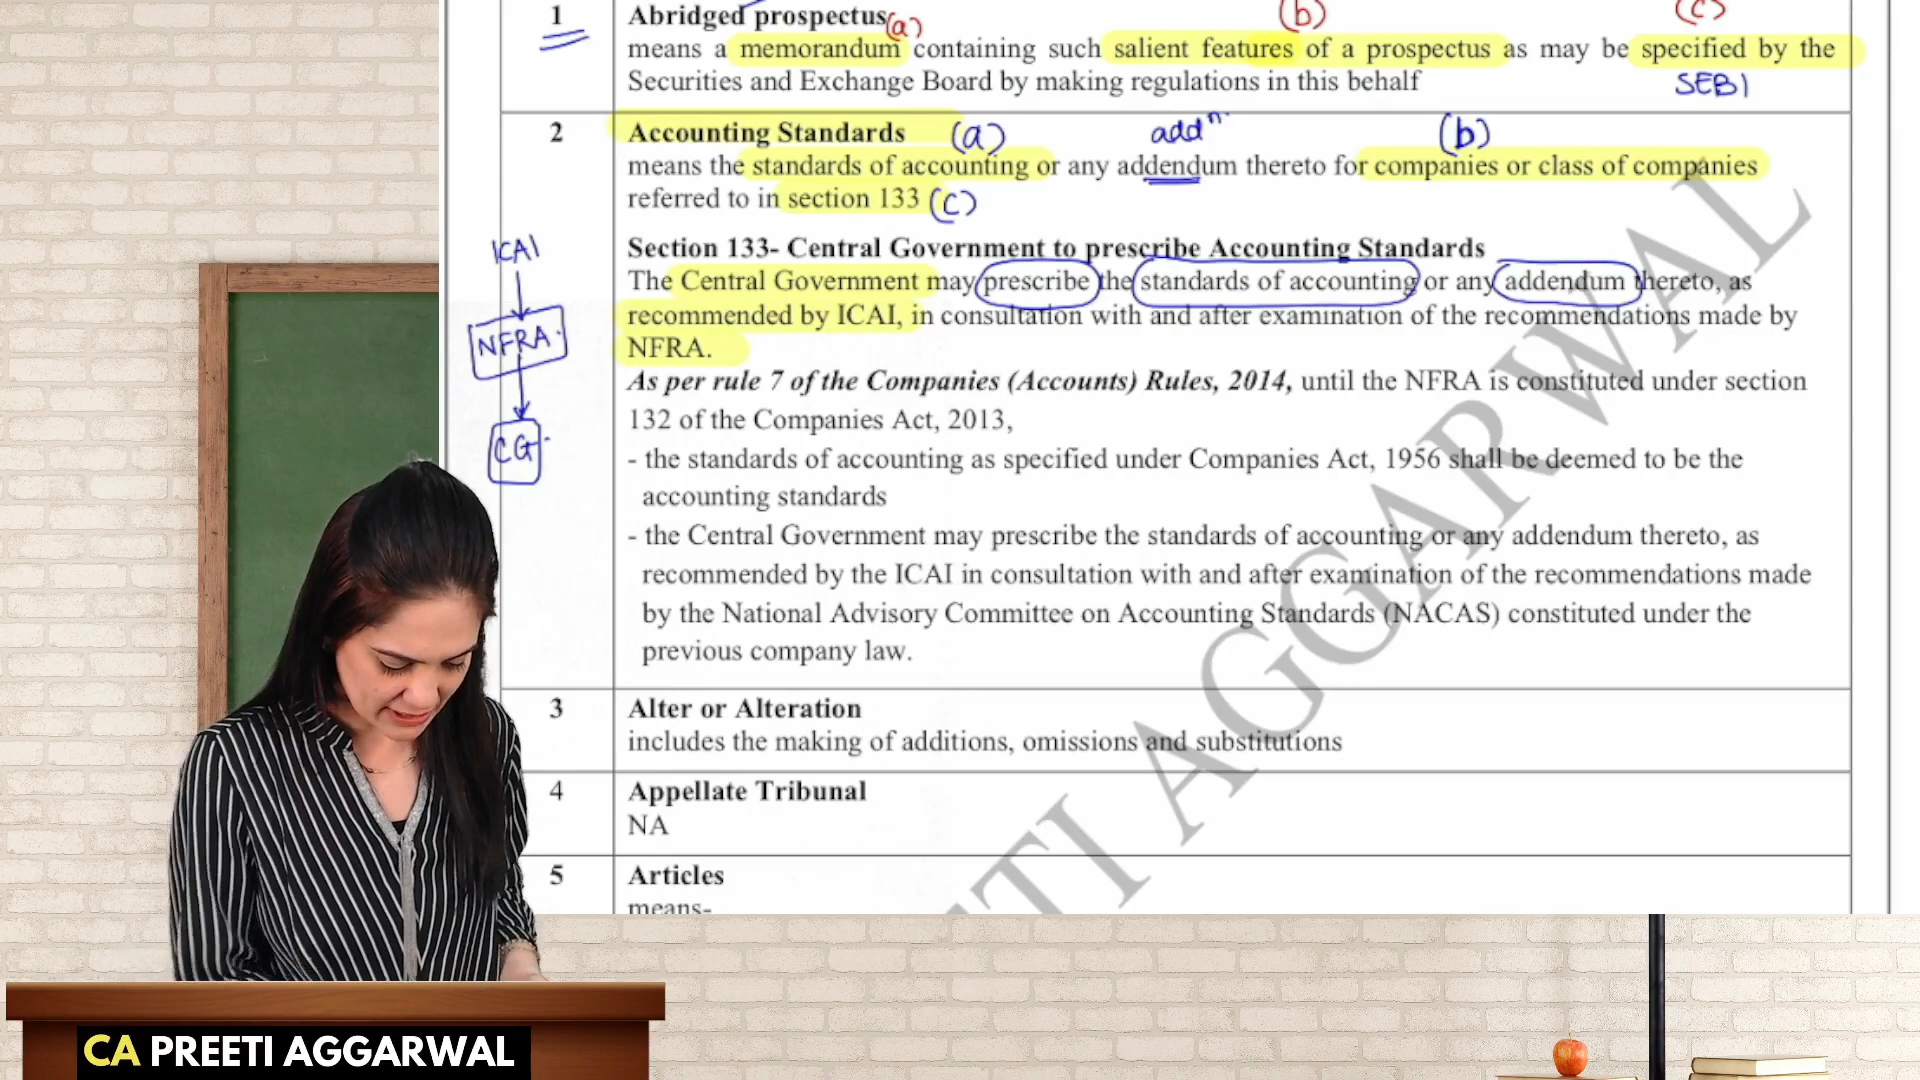 1 Abridged prospectus (a) (b) (c)
means a memorandum containing such salient features of a prospectus as may be specified by the
Securities and Exchange Board by making regulations in this behalf SEBI
2 Accounting Standards (a) addⁿ. (b)
means the standards of accounting or any addendum thereto for companies or class of companies
referred to in section 133 (c)
ICAI
NFRA
CG
Section 133- Central Government to prescribe Accounting Standards
The Central Government may prescribe the standards of accounting or any addendum thereto, as
recommended by ICAI, in consultation with and after examination of the recommendations made by
NFRA.
As per rule 7 of the Companies (Accounts) Rules, 2014, until the NFRA is constituted under section
132 of the Companies Act, 2013,
- the standards of accounting as specified under Companies Act, 1956 shall be deemed to be the
accounting standards
- the Central Government may prescribe the standards of accounting or any addendum thereto, as
recommended by the ICAI in consultation with and after examination of the recommendations made
by the National Advisory Committee on Accounting Standards (NACAS) constituted under the
previous company law.
3 Alter or Alteration
includes the making of additions, omissions and substitutions
4 Appellate Tribunal
NA
5 Articles
means-
ETI AGGARWAL
CA PREETI AGGARWAL